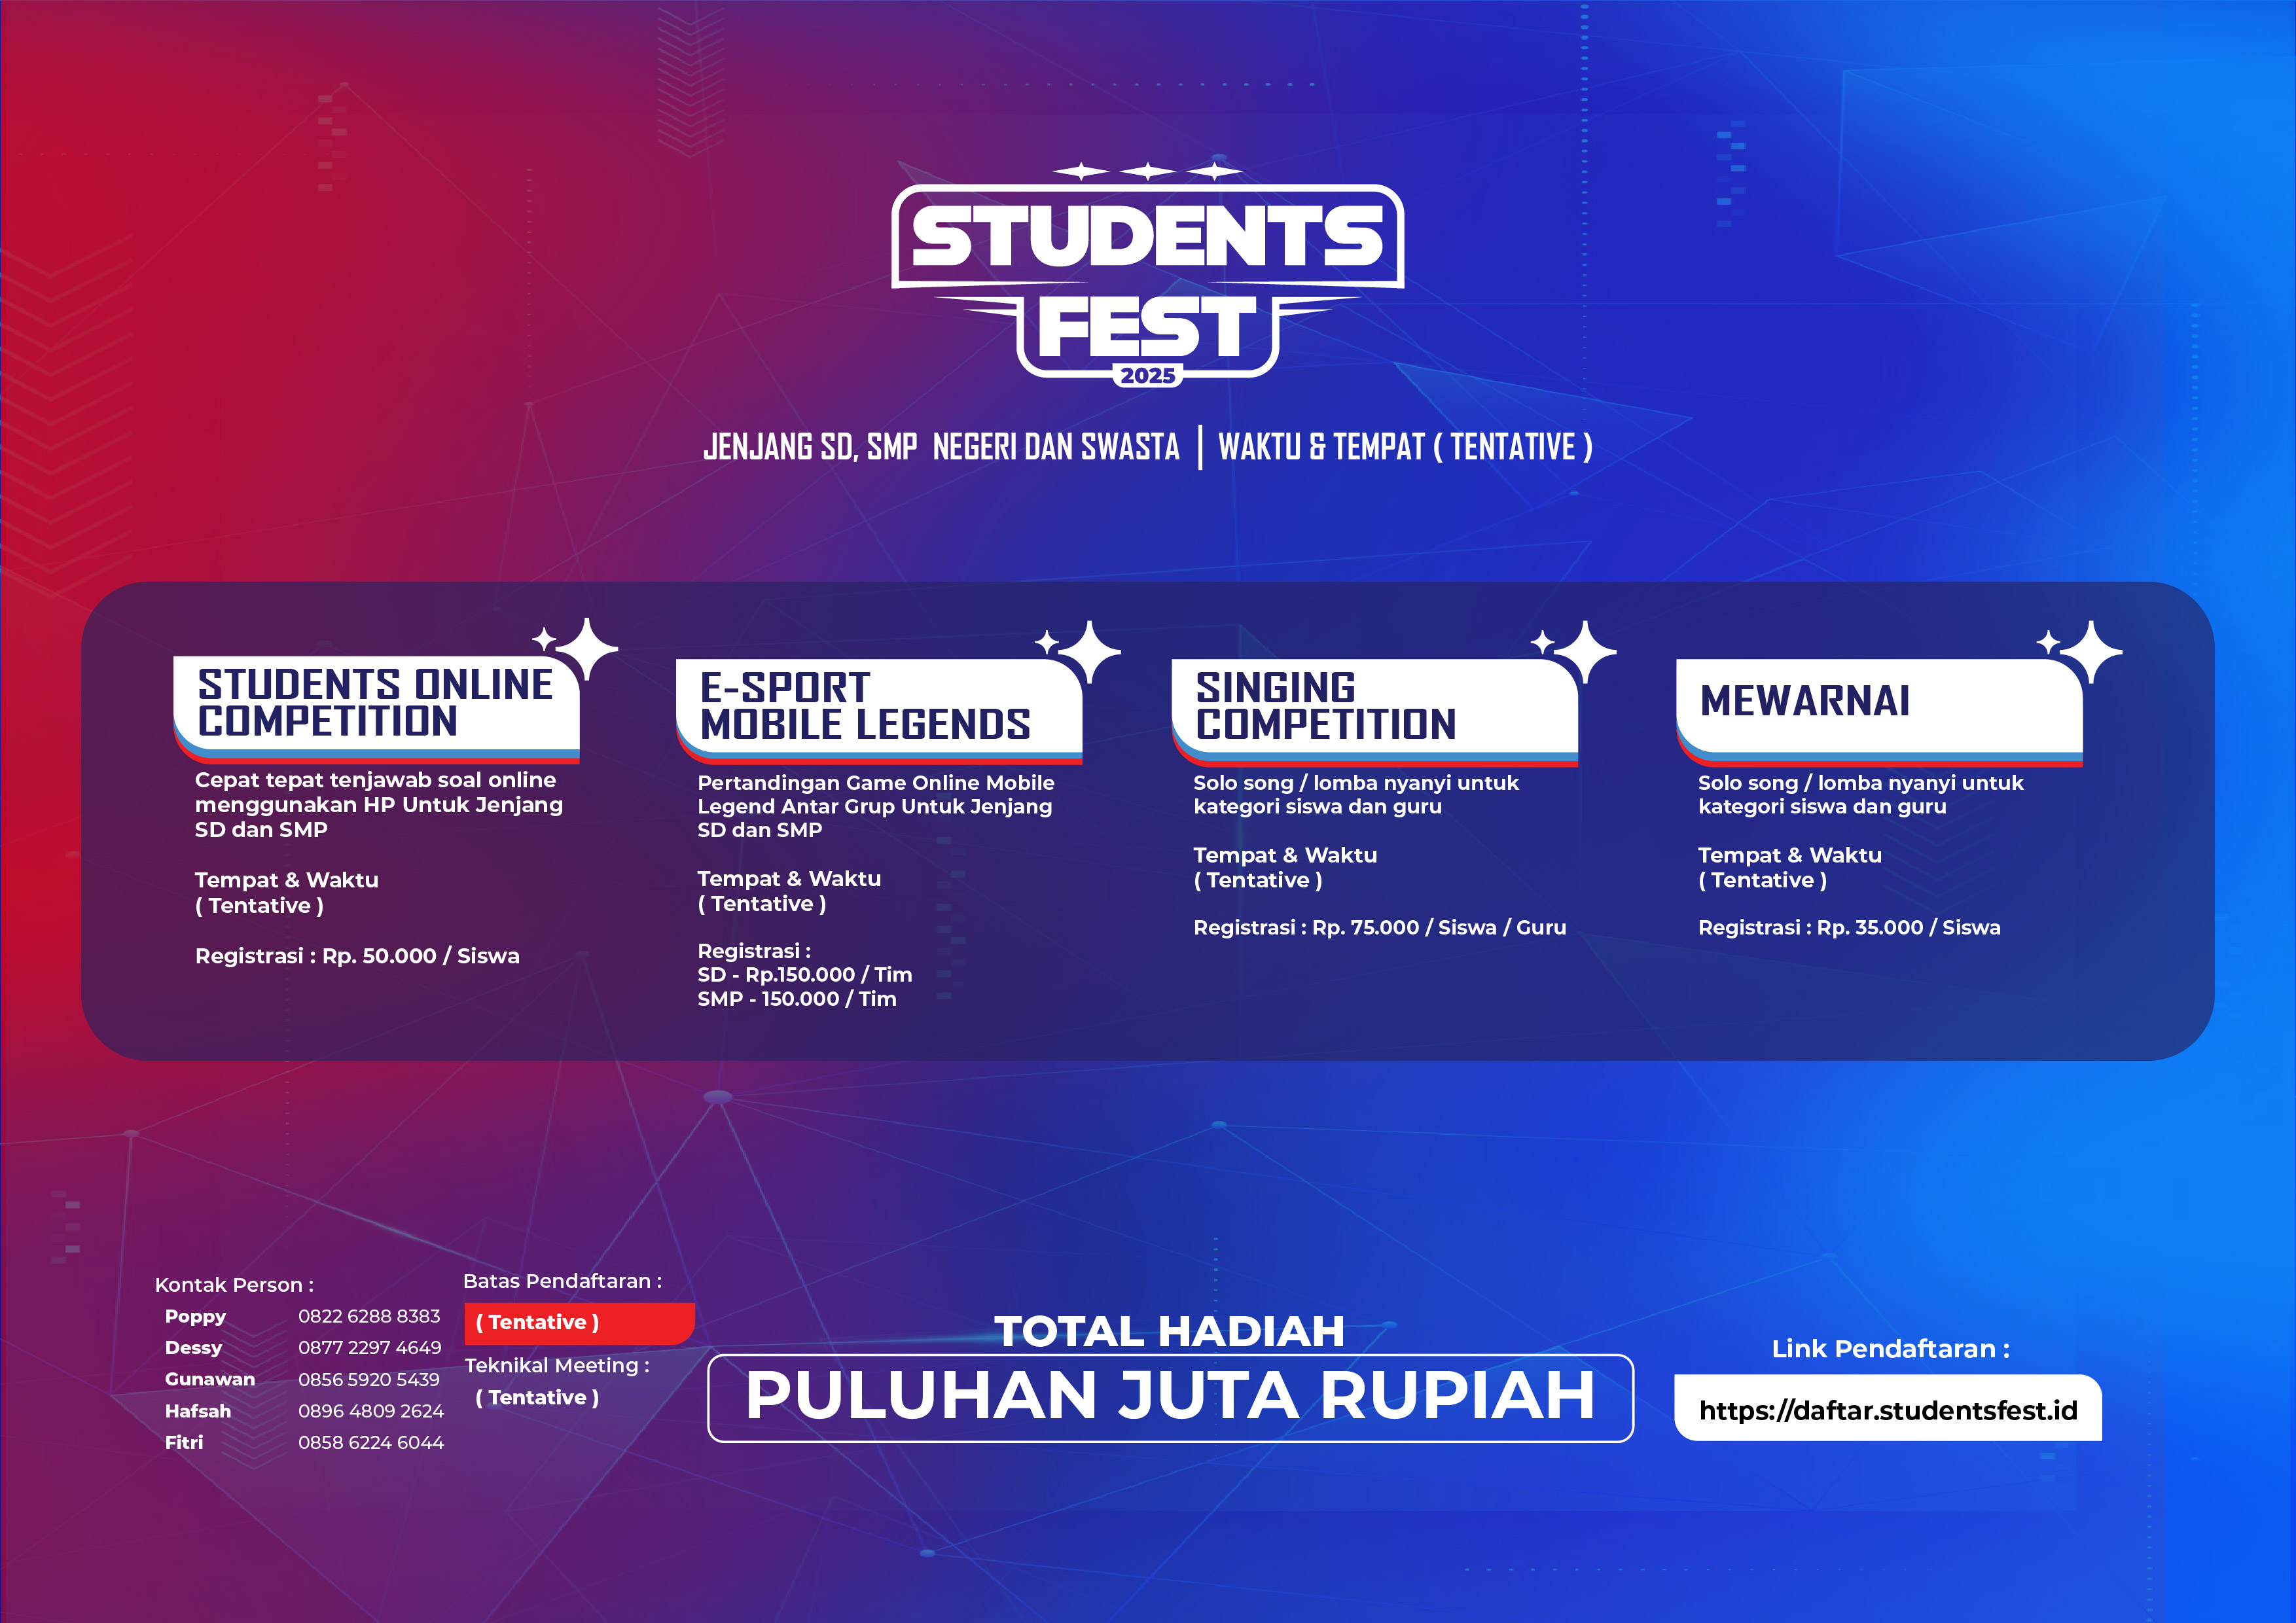 STUDENTS
FEST
2025
JENJANG SD, SMP NEGERI DAN SWASTA | WAKTU & TEMPAT ( TENTATIVE )
STUDENTS ONLINE
COMPETITION
Cepat tepat tenjawab soal online
menggunakan HP Untuk Jenjang
SD dan SMP
Tempat & Waktu
( Tentative )
Registrasi : Rp. 50.000 / Siswa
E-SPORT
MOBILE LEGENDS
Pertandingan Game Online Mobile
Legend Antar Grup Untuk Jenjang
SD dan SMP
Tempat & Waktu
( Tentative )
Registrasi :
SD - Rp.150.000 / Tim
SMP - 150.000 / Tim
SINGING
COMPETITION
Solo song / lomba nyanyi untuk
kategori siswa dan guru
Tempat & Waktu
( Tentative )
Registrasi : Rp. 75.000 / Siswa / Guru
MEWARNAI
Solo song / lomba nyanyi untuk
kategori siswa dan guru
Tempat & Waktu
( Tentative )
Registrasi : Rp. 35.000 / Siswa
Kontak Person :
Poppy 0822 6288 8383
Dessy 0877 2297 4649
Gunawan 0856 5920 5439
Hafsah 0896 4809 2624
Fitri 0858 6224 6044
Batas Pendaftaran :
( Tentative )
Teknikal Meeting :
( Tentative )
TOTAL HADIAH
PULUHAN JUTA RUPIAH
Link Pendaftaran :
https://daftar.studentsfest.id